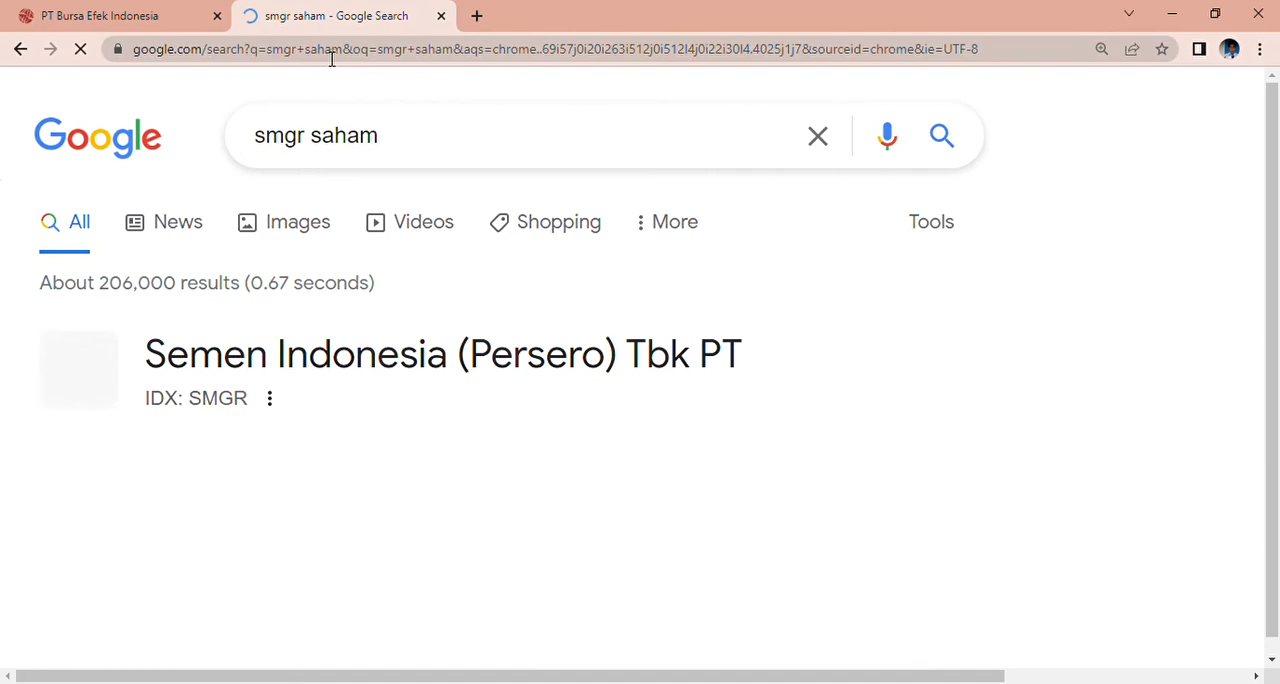 PT Bursa Efek Indonesia
smgr saham - Google Search
google.com/search?q=smgr+saham&oq=smgr+saham&aqs=chrome..69i57j0i20i263i512j0i512l4j0i22i30l4.4025j1j7&sourceid=chrome&ie=UTF-8
Google
smgr saham
All News Images Videos Shopping More Tools
About 206,000 results (0.67 seconds)
Semen Indonesia (Persero) Tbk PT
IDX: SMGR